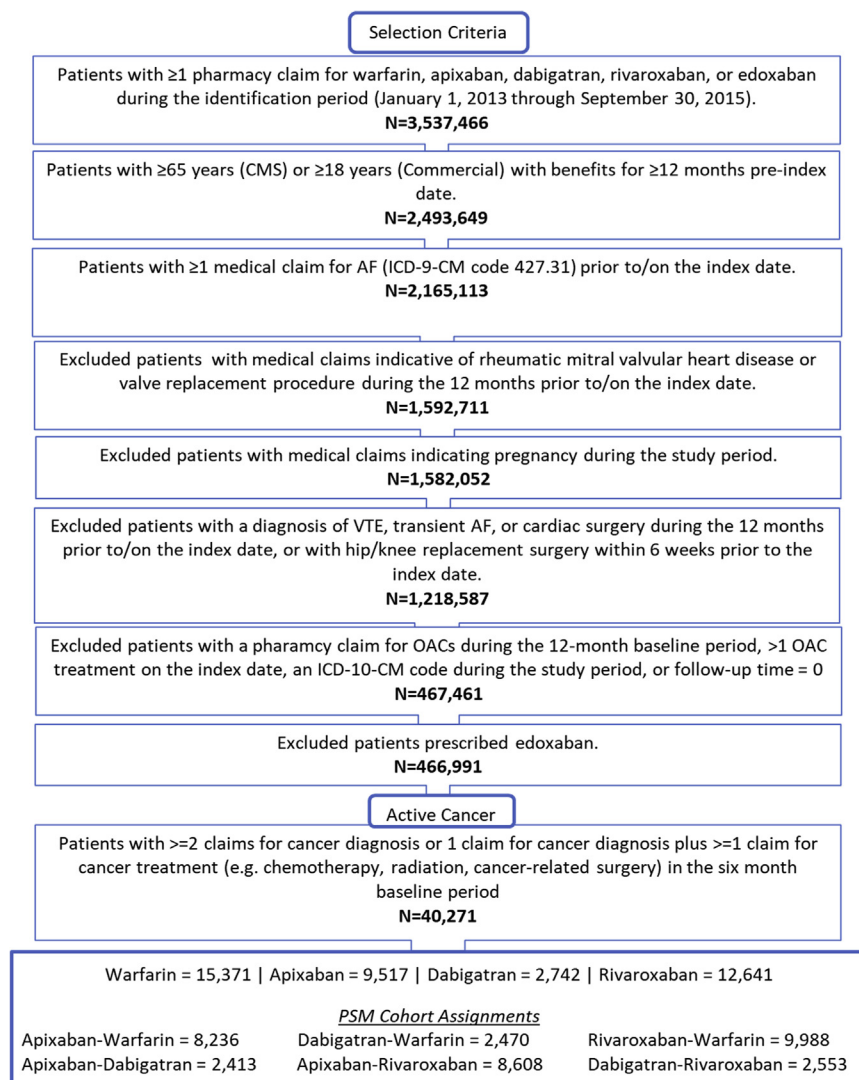 Selection Criteria
Patients with ≥1 pharmacy claim for warfarin, apixaban, dabigatran, rivaroxaban, or edoxaban
during the identification period (January 1, 2013 through September 30, 2015).
N=3,537,466
Patients with ≥65 years (CMS) or ≥18 years (Commercial) with benefits for ≥12 months pre-index
date.
N=2,493,649
Patients with ≥1 medical claim for AF (ICD-9-CM code 427.31) prior to/on the index date.
N=2,165,113
Excluded patients with medical claims indicative of rheumatic mitral valvular heart disease or
valve replacement procedure during the 12 months prior to/on the index date.
N=1,592,711
Excluded patients with medical claims indicating pregnancy during the study period.
N=1,582,052
Excluded patients with a diagnosis of VTE, transient AF, or cardiac surgery during the 12 months
prior to/on the index date, or with hip/knee replacement surgery within 6 weeks prior to the
index date.
N=1,218,587
Excluded patients with a pharamcy claim for OACs during the 12-month baseline period, >1 OAC
treatment on the index date, an ICD-10-CM code during the study period, or follow-up time = 0
N=467,461
Excluded patients prescribed edoxaban.
N=466,991
Active Cancer
Patients with >=2 claims for cancer diagnosis or 1 claim for cancer diagnosis plus >=1 claim for
cancer treatment (e.g. chemotherapy, radiation, cancer-related surgery) in the six month
baseline period
N=40,271
Warfarin = 15,371 | Apixaban = 9,517 | Dabigatran = 2,742 | Rivaroxaban = 12,641
PSM Cohort Assignments
Apixaban-Warfarin = 8,236 Dabigatran-Warfarin = 2,470 Rivaroxaban-Warfarin = 9,988
Apixaban-Dabigatran = 2,413 Apixaban-Rivaroxaban = 8,608 Dabigatran-Rivaroxaban = 2,553